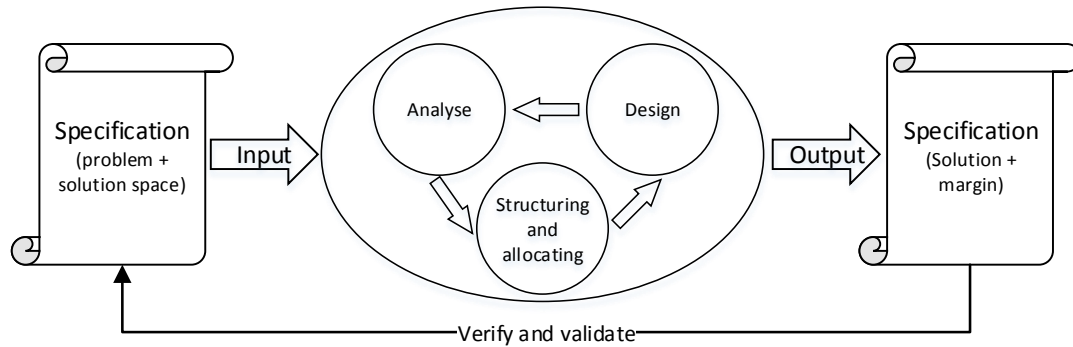 Specification
(problem +
solution space)
Input
Analyse
Design
Structuring
and
allocating
Output
Specification
(Solution +
margin)
Verify and validate